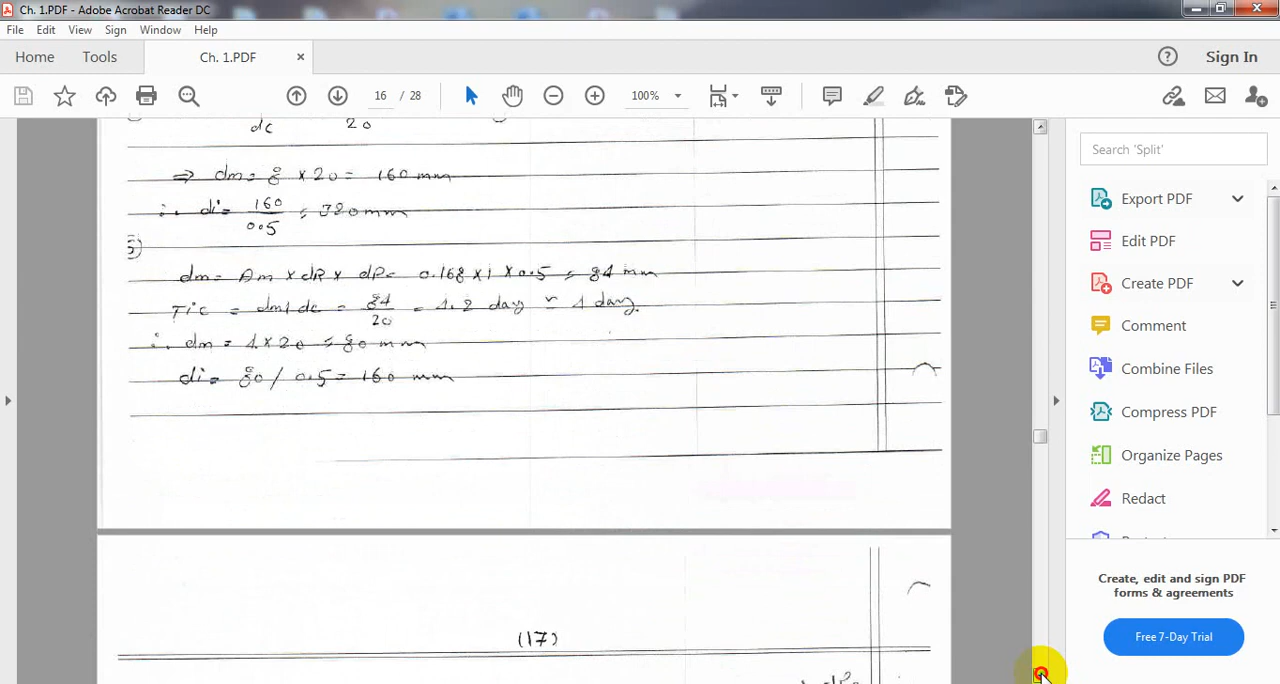 Ch. 1.PDF - Adobe Acrobat Reader DC
File Edit View Sign Window Help
Home Tools Ch. 1.PDF × Sign In
16 / 28 100%
dc 20
⇒ dm = 8 × 20 = 160 mm
∴ di = 160 / 0.5 = 320 mm
5)
dm = Am × dR × dP = 0.168 × 1 × 0.5 = 84 mm
Tic = dm / dc = 84 / 20 = 4.2 day ≈ 4 day.
∴ dm = 4 × 20 = 80 mm
di = 80 / 0.5 = 160 mm
(17)
Search 'Split'
Export PDF
Edit PDF
Create PDF
Comment
Combine Files
Compress PDF
Organize Pages
Redact
Create, edit and sign PDF
forms & agreements
Free 7-Day Trial